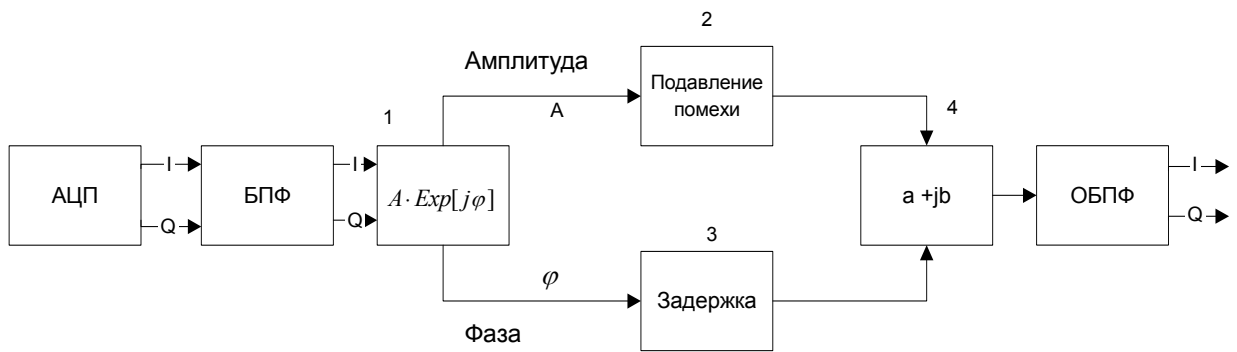 2
Амплитуда
Подавление
помехи
A
1
4
АЦП
I
Q
БПФ
I
Q
A · Exp[jφ]
a +jb
ОБПФ
I
Q
3
φ
Задержка
Фаза